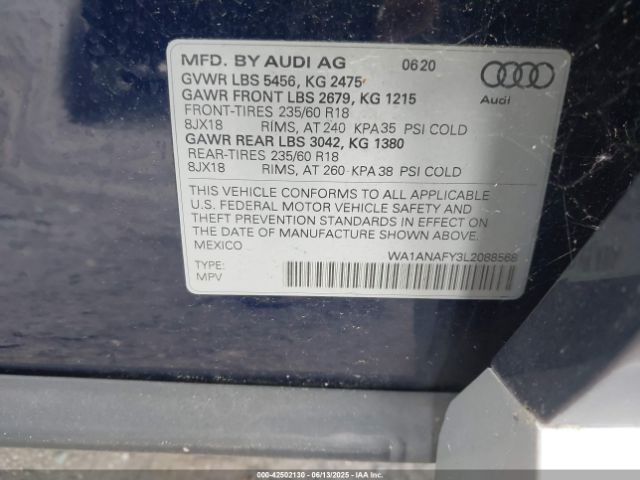 MFD. BY AUDI AG 0620
GVWR LBS 5456, KG 2475
GAWR FRONT LBS 2679, KG 1215
Audi
FRONT-TIRES 235/60 R18
8JX18 RIMS, AT 240 KPA 35 PSI COLD
GAWR REAR LBS 3042, KG 1380
REAR-TIRES 235/60 R18
8JX18 RIMS, AT 260 KPA 38 PSI COLD
THIS VEHICLE CONFORMS TO ALL APPLICABLE
U.S. FEDERAL MOTOR VEHICLE SAFETY AND
THEFT PREVENTION STANDARDS IN EFFECT ON
THE DATE OF MANUFACTURE SHOWN ABOVE.
MEXICO
WA1ANAFY3L2088568
TYPE:
MPV
000-42502130 - 06/13/2025 - IAA Inc.